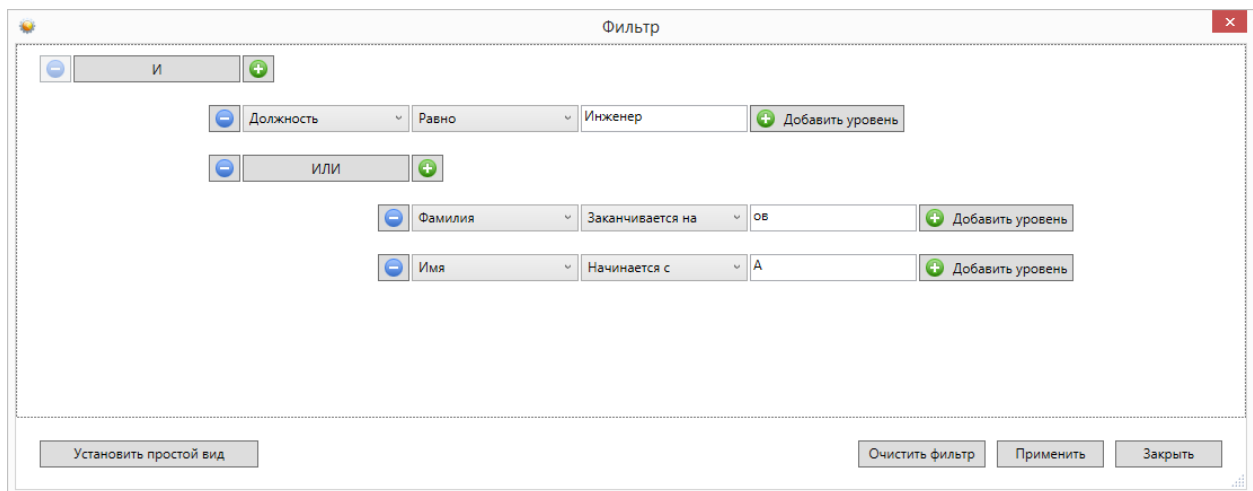 Фильтр
И
Должность Равно Инженер Добавить уровень
ИЛИ
Фамилия Заканчивается на ов Добавить уровень
Имя Начинается с А Добавить уровень
Установить простой вид Очистить фильтр Применить Закрыть